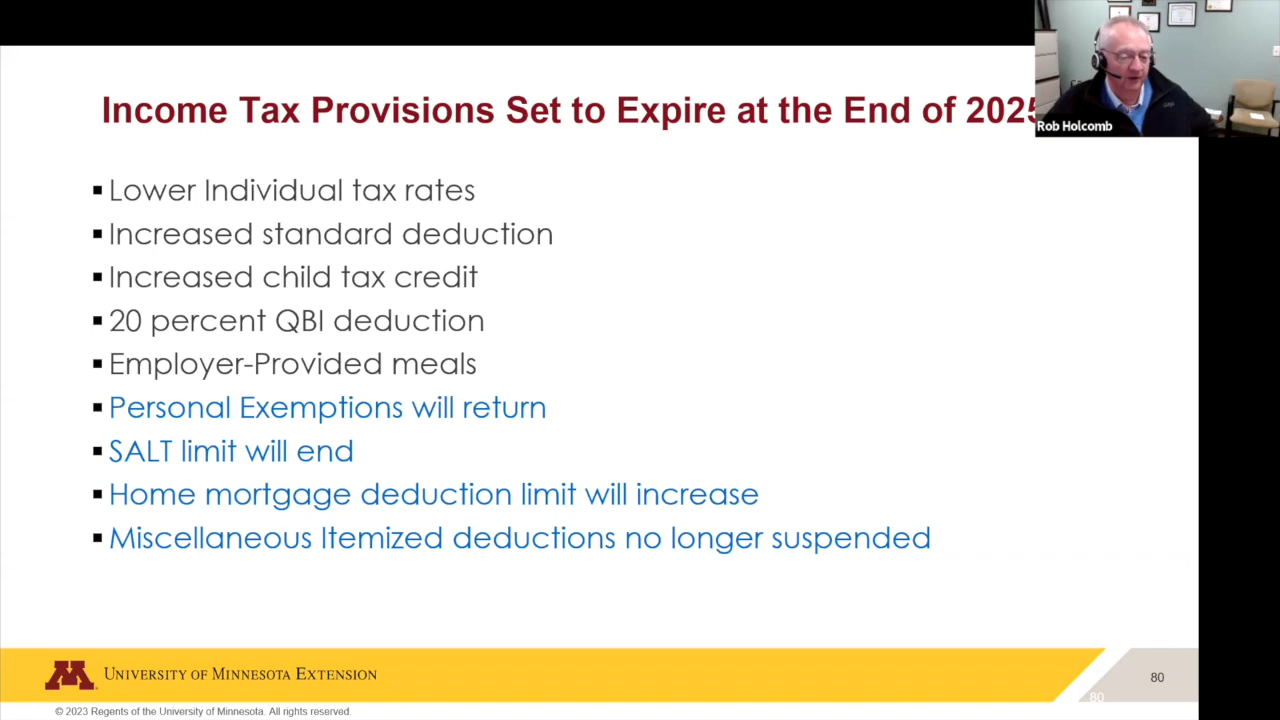 Income Tax Provisions Set to Expire at the End of 2025
Rob Holcomb
▪Lower Individual tax rates
▪Increased standard deduction
▪Increased child tax credit
▪20 percent QBI deduction
▪Employer-Provided meals
▪Personal Exemptions will return
▪SALT limit will end
▪Home mortgage deduction limit will increase
▪Miscellaneous Itemized deductions no longer suspended
M
UNIVERSITY OF MINNESOTA EXTENSION
80
80
© 2023 Regents of the University of Minnesota. All rights reserved.